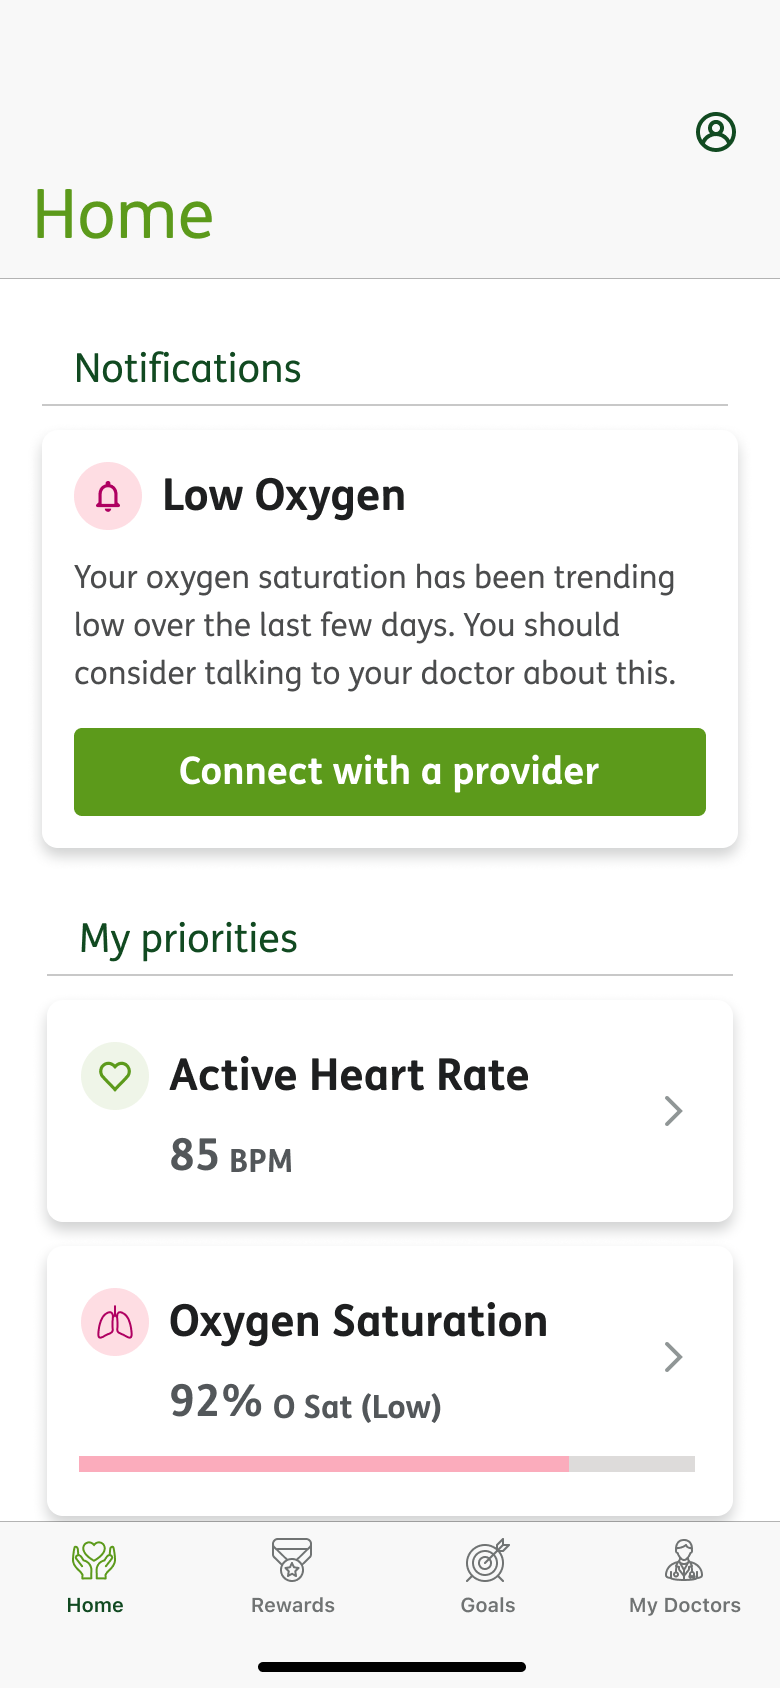 Home
Notifications
Low Oxygen
Your oxygen saturation has been trending
low over the last few days. You should
consider talking to your doctor about this.
Connect with a provider
My priorities
Active Heart Rate
85 BPM
Oxygen Saturation
92% O Sat (Low)
Home Rewards Goals My Doctors